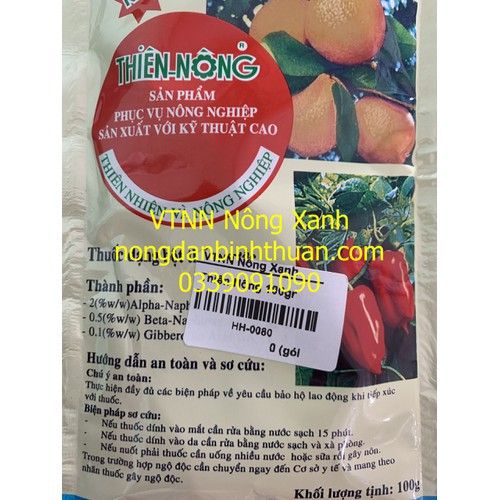 THIÊN-NÔNG®
SẢN PHẨM
PHỤC VỤ NÔNG NGHIỆP
SẢN XUẤT VỚI KỸ THUẬT CAO
THIÊN NHIÊN VÀ NÔNG NGHIỆP
VTNN Nông Xanh
nongdanbinhthuan.com
0339091090
VTNN Nông Xanh
HH-0080
0 (gói
Thành phần:
- 2(%w/w)Alpha-Naph
- 0.5(%w/w) Beta-Na
- 0.1(%w/w) Gibber
Hướng dẫn an toàn và sơ cứu:
Chú ý an toàn:
Thực hiện đầy đủ các biện pháp về yêu cầu bảo hộ lao động khi tiếp xúc
với thuốc.
Biện pháp sơ cứu:
- Nếu thuốc dính vào mắt cần rửa bằng nước sạch 15 phút.
- Nếu thuốc dính vào da cần rửa bằng nước sạch và xà phòng.
- Nếu nuốt phải thuốc cần uống nhiều nước hoặc sữa rồi gây nôn.
Trong trường hợp ngộ độc cần chuyển ngay đến Cơ sở y tế và mang theo
nhãn thuốc gây ngộ độc.
Khối lượng tịnh: 100g